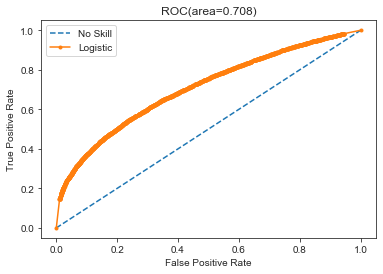 ROC(area=0.708)
No Skill
Logistic
True Positive Rate
1.0
0.8
0.6
0.4
0.2
0.0
0.0 0.2 0.4 0.6 0.8 1.0
False Positive Rate